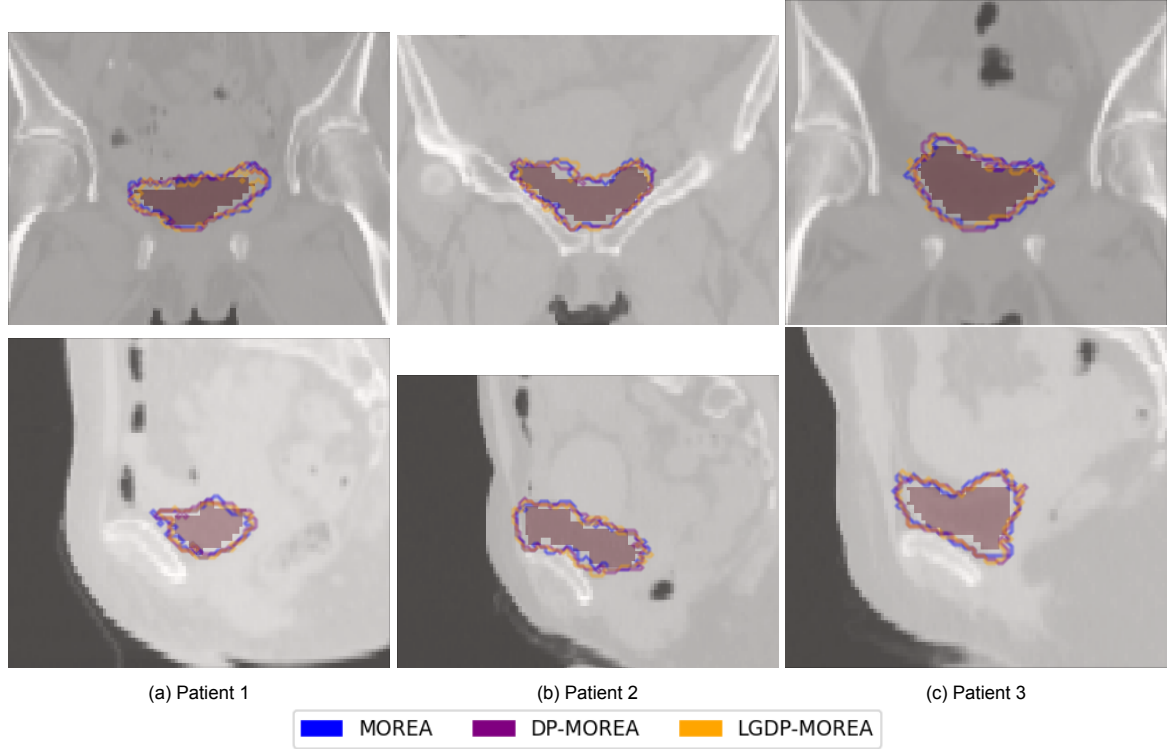 (a) Patient 1
(b) Patient 2
(c) Patient 3
MOREA
DP-MOREA
LGDP-MOREA